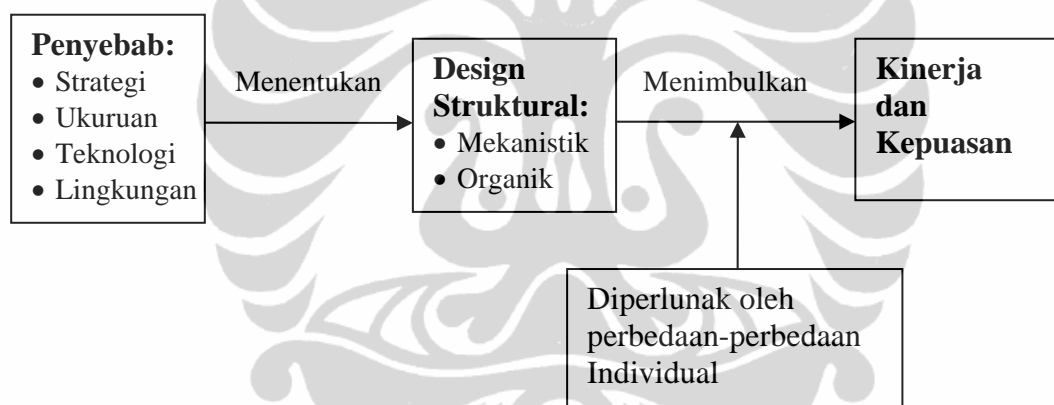 Penyebab:
• Strategi
• Ukuruan
• Teknologi
• Lingkungan
Menentukan
Design
Struktural:
• Mekanistik
• Organik
Menimbulkan
Kinerja
dan
Kepuasan
Diperlunak oleh
perbedaan-perbedaan
Individual